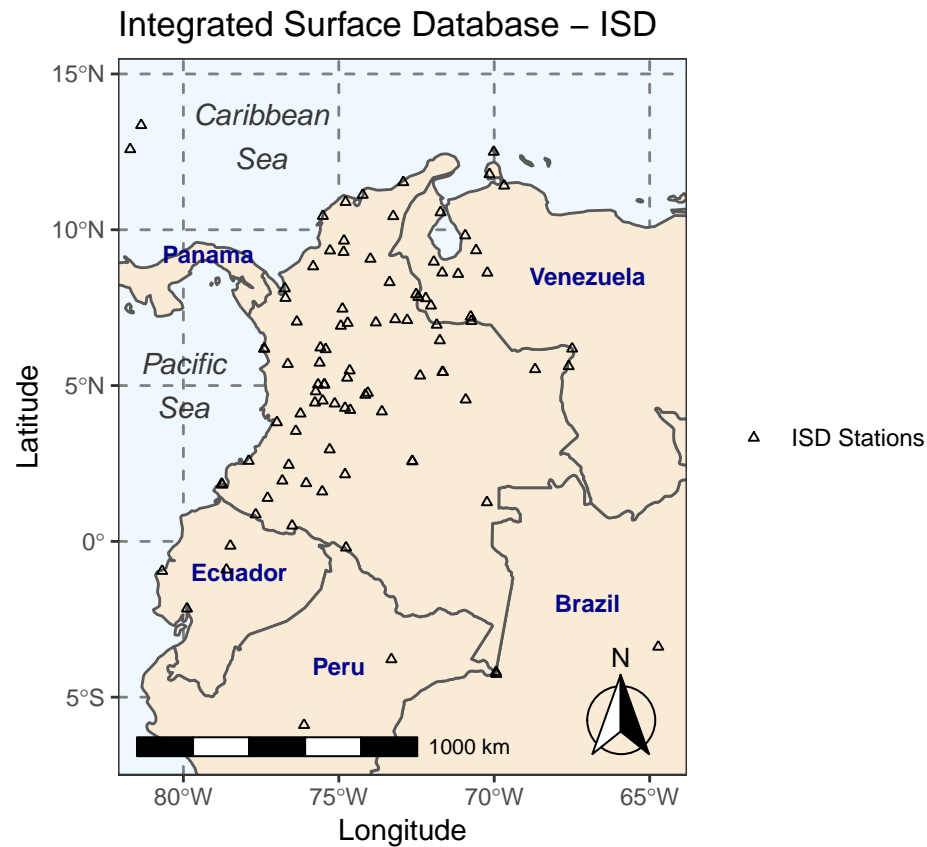 Integrated Surface Database – ISD
15°N
10°N
5°N
0°
5°S
Latitude
Caribbean
Sea
Panama
Venezuela
Pacific
Sea
Ecuador
Brazil
Peru
N
1000 km
80°W
75°W
70°W
65°W
Longitude
ISD Stations